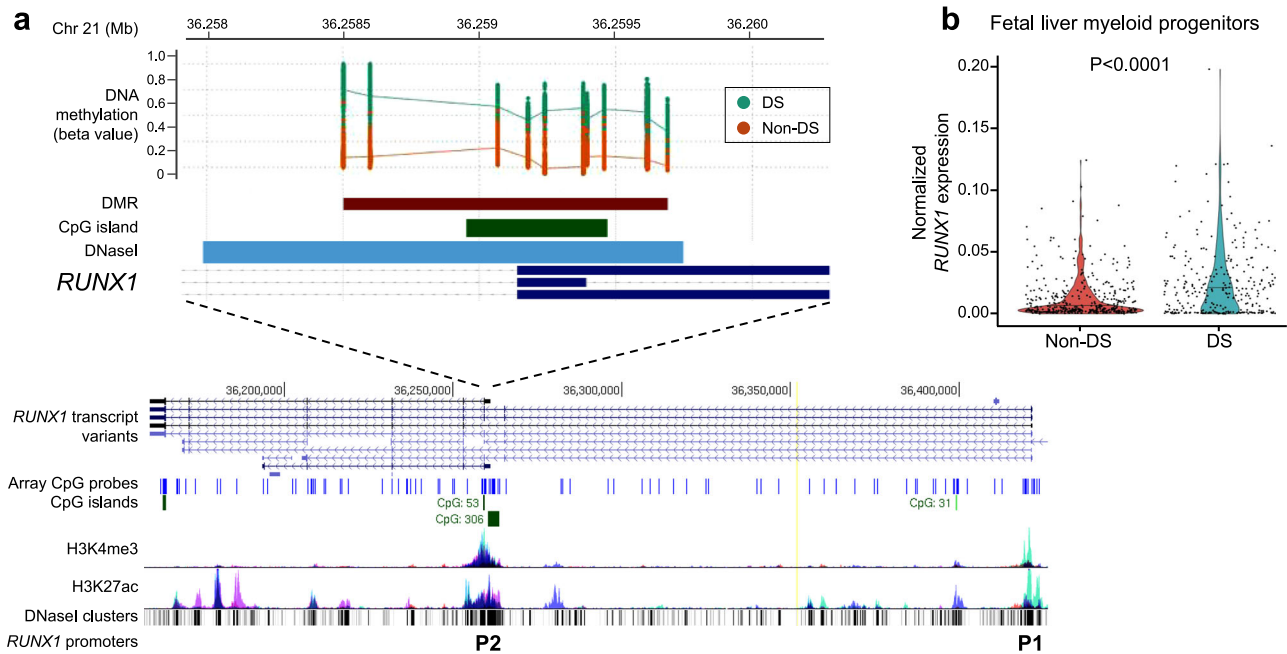 a
Chr 21 (Mb)
36.258 36.2585 36.259 36.2595 36.260
DNA
methylation
(beta value)
1.0
0.8
0.6
0.4
0.2
0
DS
Non-DS
DMR
CpG island
DNaseI
RUNX1
36,200,000 36,250,000 36,300,000 36,350,000 36,400,000
RUNX1 transcript
variants
Array CpG probes
CpG islands
CpG: 53
CpG: 31
CpG: 306
H3K4me3
H3K27ac
DNaseI clusters
RUNX1 promoters
P2 P1
b
Fetal liver myeloid progenitors
P<0.0001
Normalized
RUNX1 expression
0.20
0.15
0.10
0.05
0.00
Non-DS DS